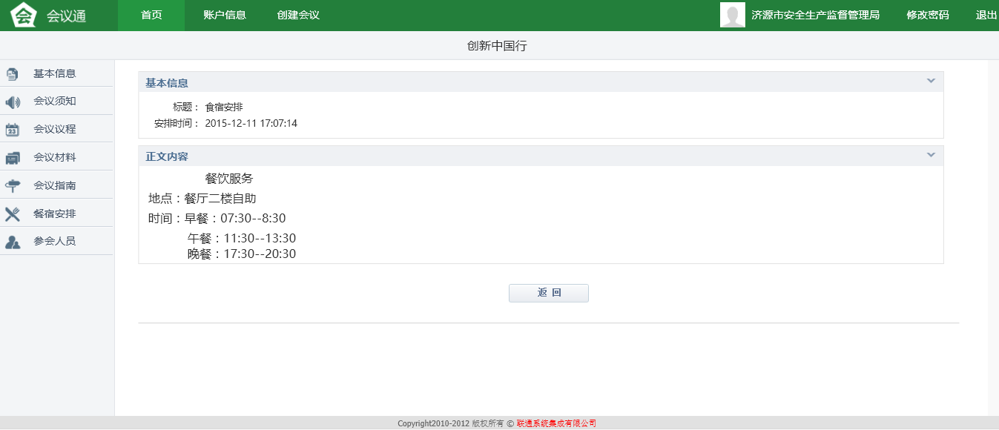 会议通 首页 账户信息 创建会议 济源市安全生产监督管理局 修改密码 退出
创新中国行
基本信息
会议须知
会议议程
23
会议材料
会议指南
餐宿安排
参会人员
基本信息
标题： 食宿安排
安排时间： 2015-12-11 17:07:14
正文内容
餐饮服务
地点：餐厅二楼自助
时间：早餐：07:30--8:30
午餐：11:30--13:30
晚餐：17:30--20:30
返 回
Copyright2010-2012 版权所有 © 联通系统集成有限公司